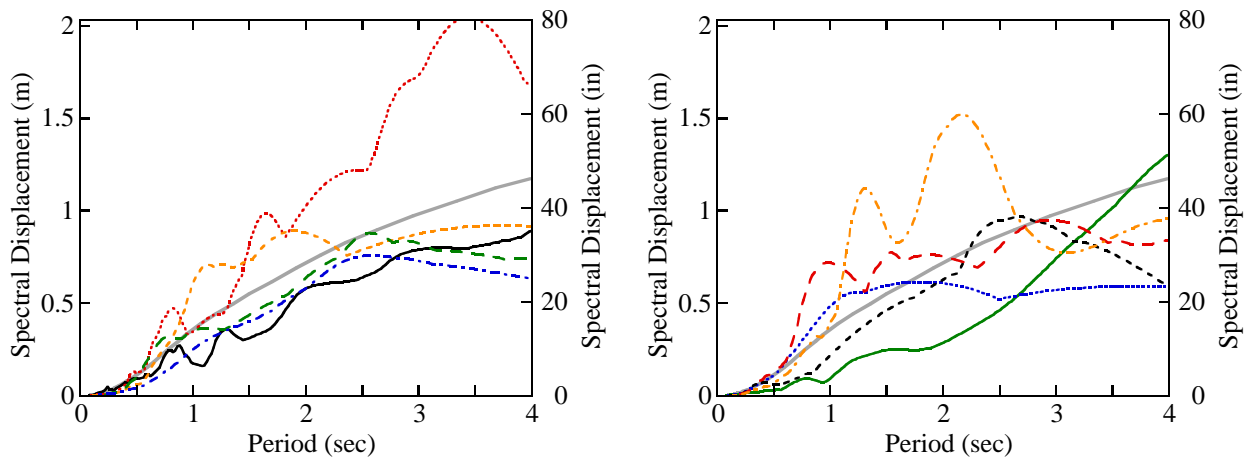 2
1.5
1
0.5
0
Spectral Displacement (m)
80
60
40
20
0
Spectral Displacement (in)
0 1 2 3 4
Period (sec)
2
1.5
1
0.5
0
Spectral Displacement (m)
80
60
40
20
0
Spectral Displacement (in)
0 1 2 3 4
Period (sec)